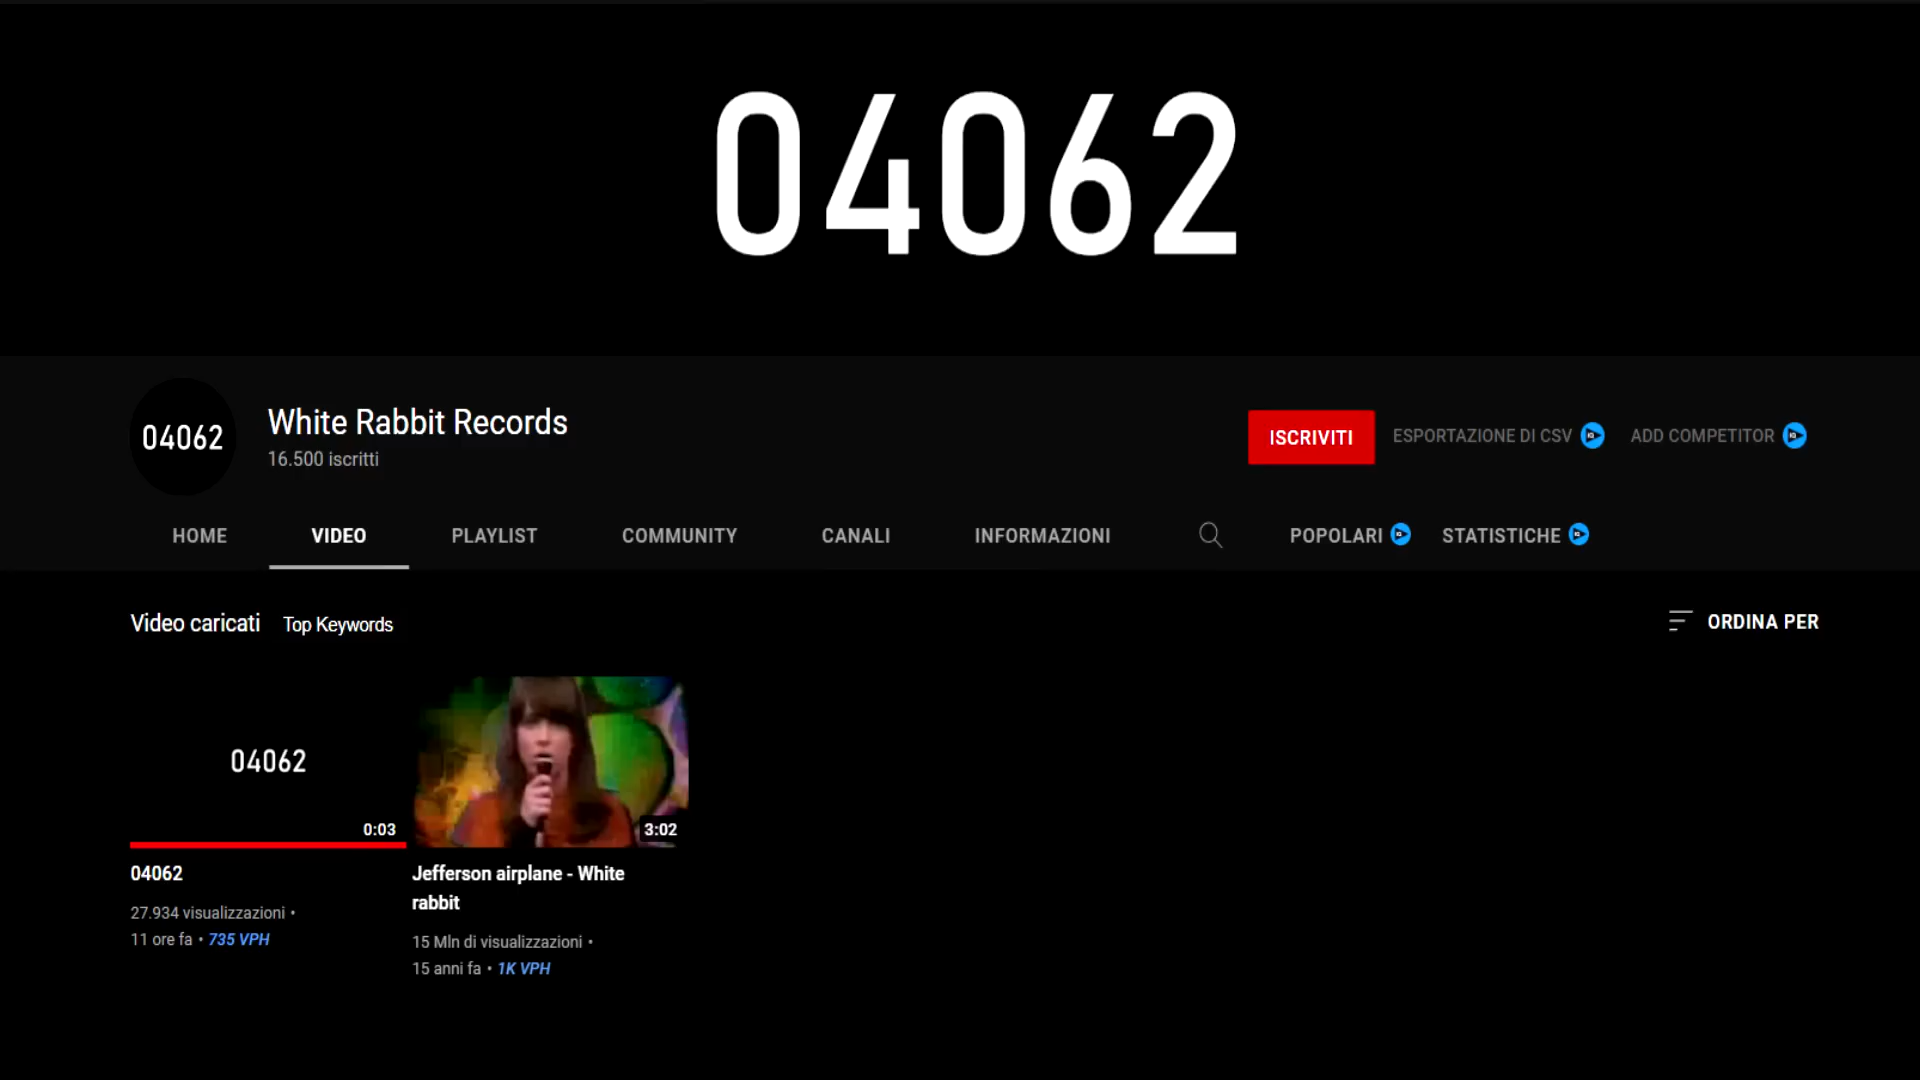 04062
04062
White Rabbit Records
16.500 iscritti
ISCRIVITI
ESPORTAZIONE DI CSV
ADD COMPETITOR
HOME
VIDEO
PLAYLIST
COMMUNITY
CANALI
INFORMAZIONI
POPOLARI
STATISTICHE
Video caricati
Top Keywords
ORDINA PER
04062
0:03
04062
27.934 visualizzazioni •
11 ore fa • 735 VPH
3:02
Jefferson airplane - White
rabbit
15 Mln di visualizzazioni •
15 anni fa • 1K VPH